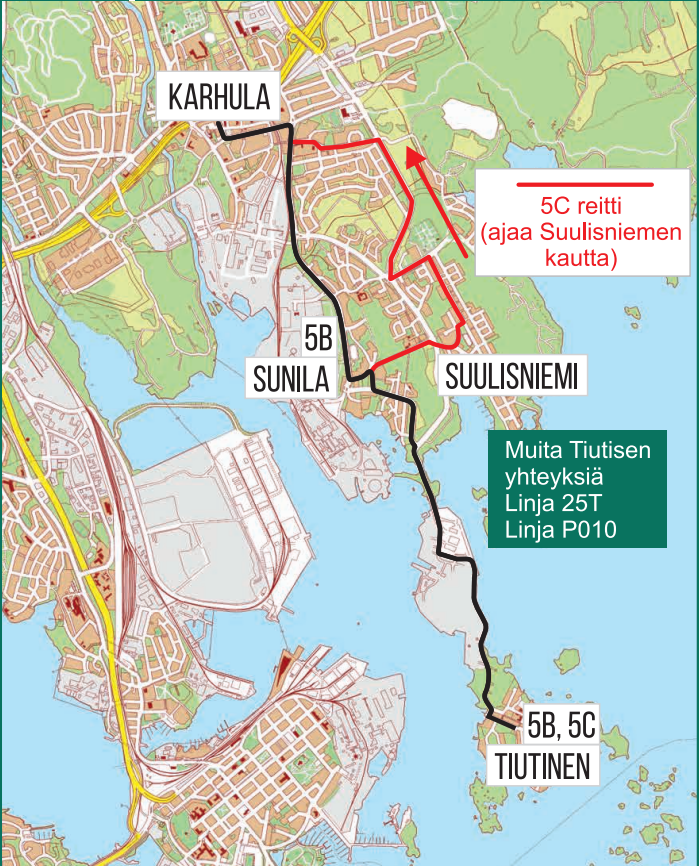 KARHULA
5C reitti
(ajaa Suulisniemen
kautta)
5B
SUNILA
SUULISNIEMI
Muita Tiutisen
yhteyksiä
Linja 25T
Linja P010
5B, 5C
TIUTINEN